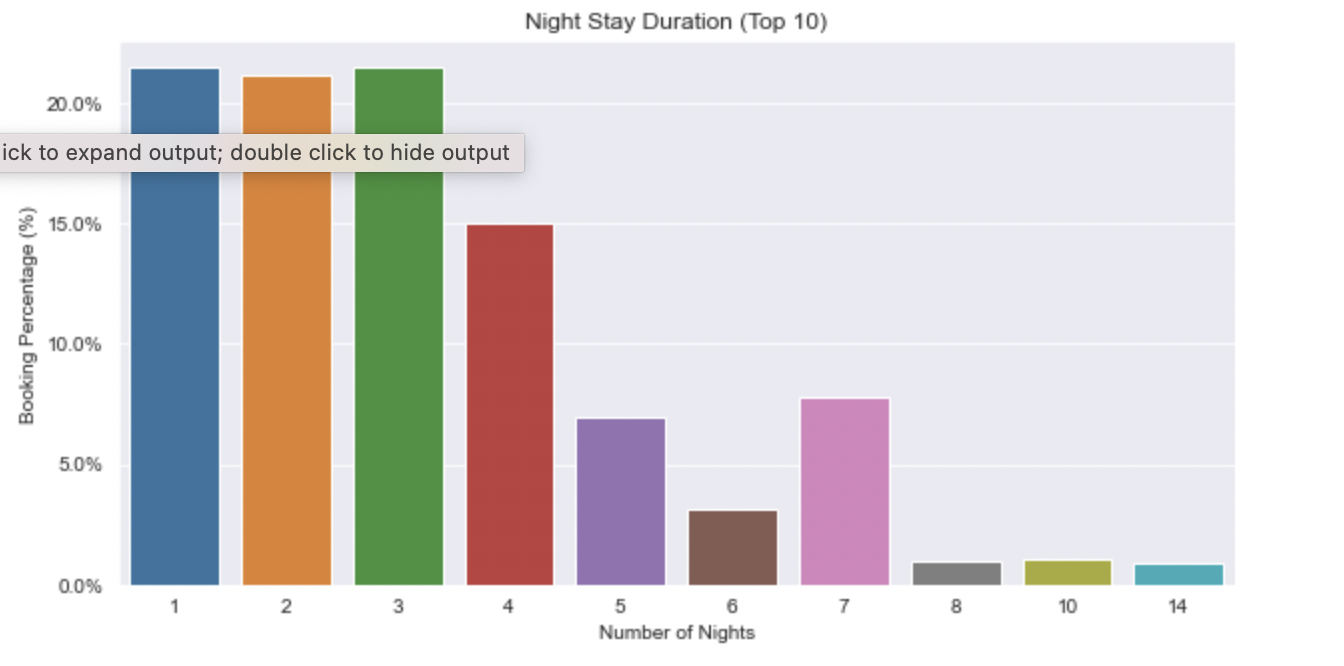 Night Stay Duration (Top 10)
20.0%
ick to expand output; double click to hide output
15.0%
10.0%
5.0%
0.0%
Booking Percentage (%)
1 2 3 4 5 6 7 8 10 14
Number of Nights